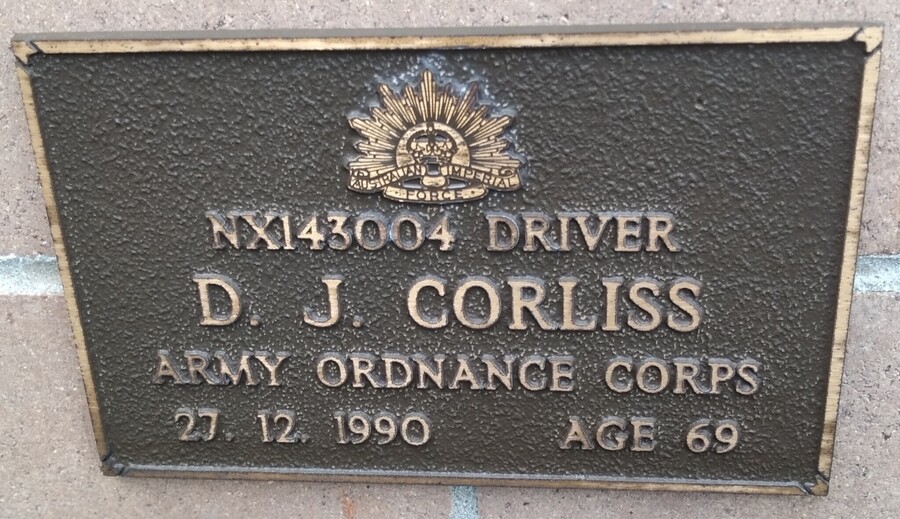 AUSTRALIAN IMPERIAL
FORCE
NX143004 DRIVER
D. J. CORLISS
ARMY ORDNANCE CORPS
27. 12. 1990 AGE 69